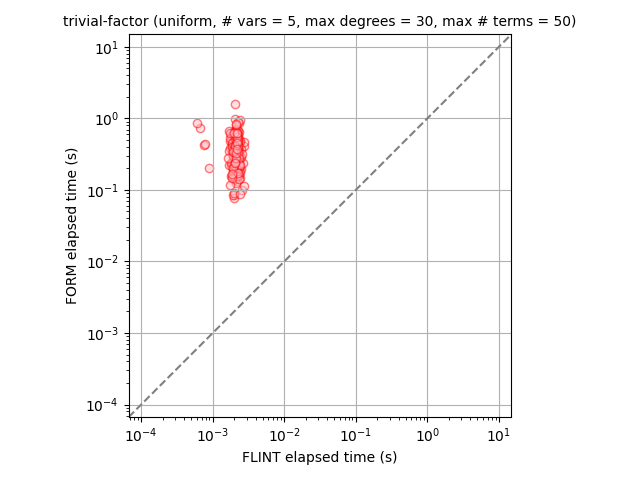 trivial-factor (uniform, # vars = 5, max degrees = 30, max # terms = 50)
10¹
10⁰
10⁻¹
10⁻²
10⁻³
10⁻⁴
FORM elapsed time (s)
10⁻⁴ 10⁻³ 10⁻² 10⁻¹ 10⁰ 10¹
FLINT elapsed time (s)